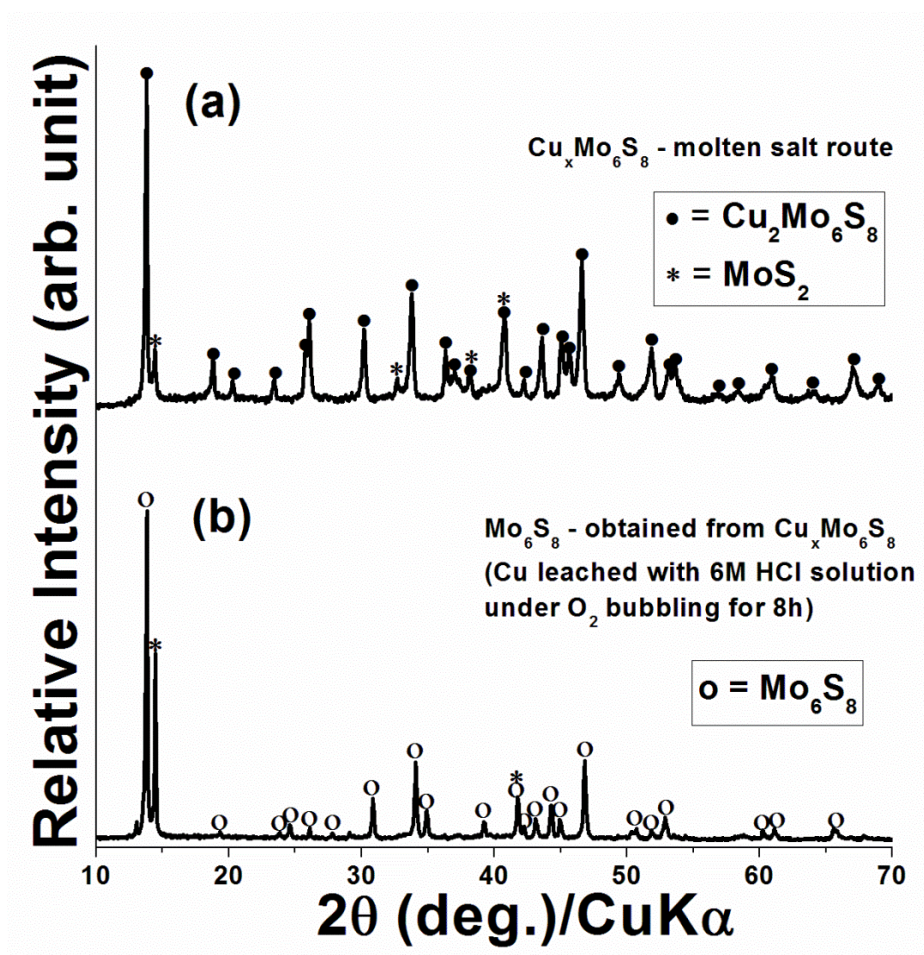 Relative Intensity (arb. unit)
(a)
CuₓMo₆S₈ - molten salt route
● = Cu₂Mo₆S₈
* = MoS₂
(b)
Mo₆S₈ - obtained from CuₓMo₆S₈
(Cu leached with 6M HCl solution
under O₂ bubbling for 8h)
o = Mo₆S₈
10 20 30 40 50 60 70
2θ (deg.)/CuKα